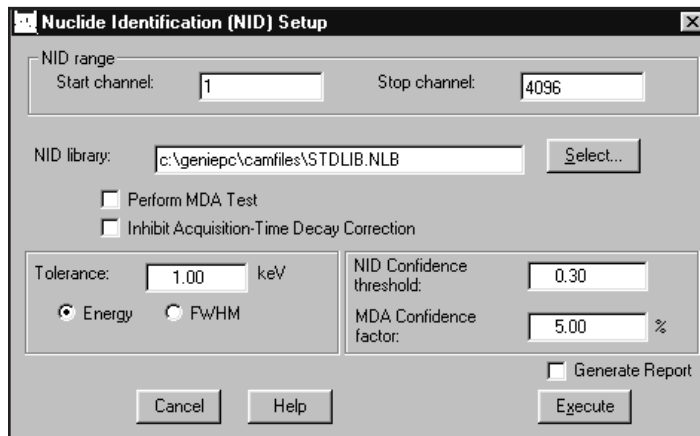 Nuclide Identification (NID) Setup
NID range
Start channel: 1 Stop channel: 4096
NID library: c:\geniepc\camfiles\STDLIB.NLB Select...
Perform MDA Test
Inhibit Acquisition-Time Decay Correction
Tolerance: 1.00 keV
Energy FWHM
NID Confidence
threshold: 0.30
MDA Confidence
factor: 5.00 %
Generate Report
Cancel Help Execute